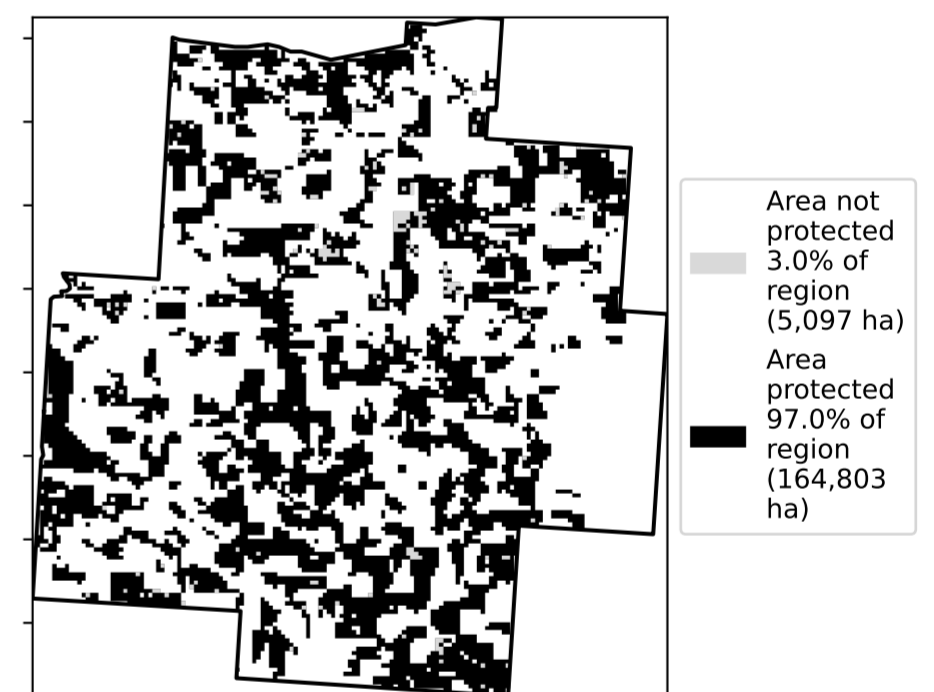 Area not
protected
3.0% of
region
(5,097 ha)
Area
protected
97.0% of
region
(164,803
ha)